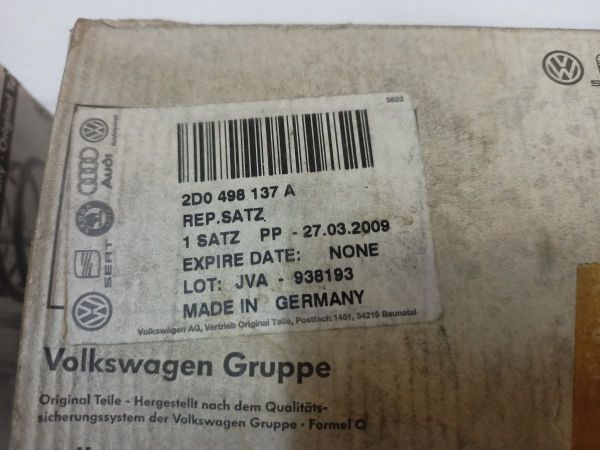 3822
2D0 498 137 A
REP.SATZ
1 SATZ PP - 27.03.2009
EXPIRE DATE: NONE
LOT: JVA - 938193
MADE IN GERMANY
Volkswagen AG, Vertrieb Original Teile, Postfach 1451, 34219 Baunatal
Audi
SEAT
Volkswagen Gruppe
Original Teile - Hergestellt nach dem Qualitäts-
sicherungssystem der Volkswagen Gruppe · Formel Q